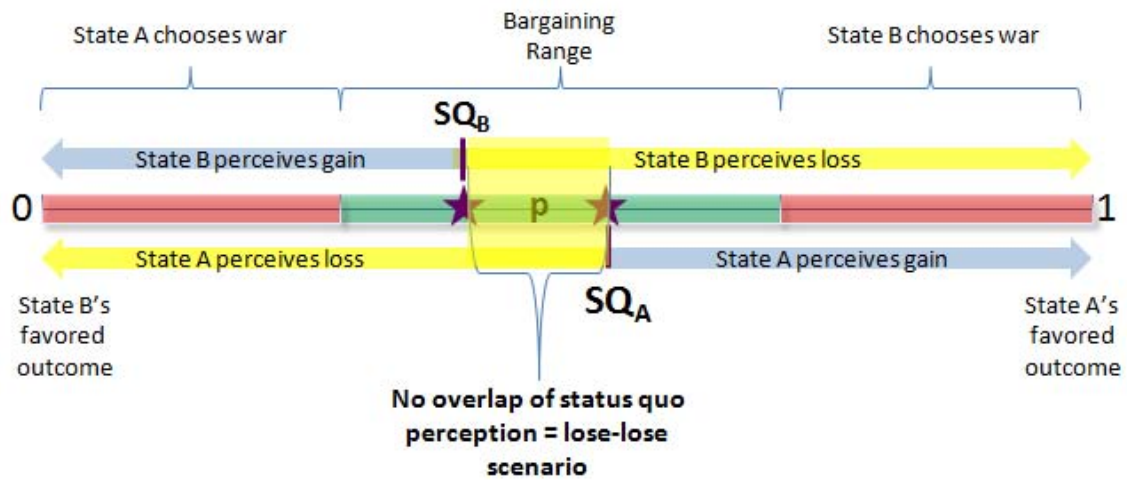 State A chooses war
Bargaining
Range
State B chooses war
SQB
State B perceives gain
State B perceives loss
0
p
1
State A perceives loss
State A perceives gain
State B's
favored
outcome
SQA
State A's
favored
outcome
No overlap of status quo
perception = lose-lose
scenario